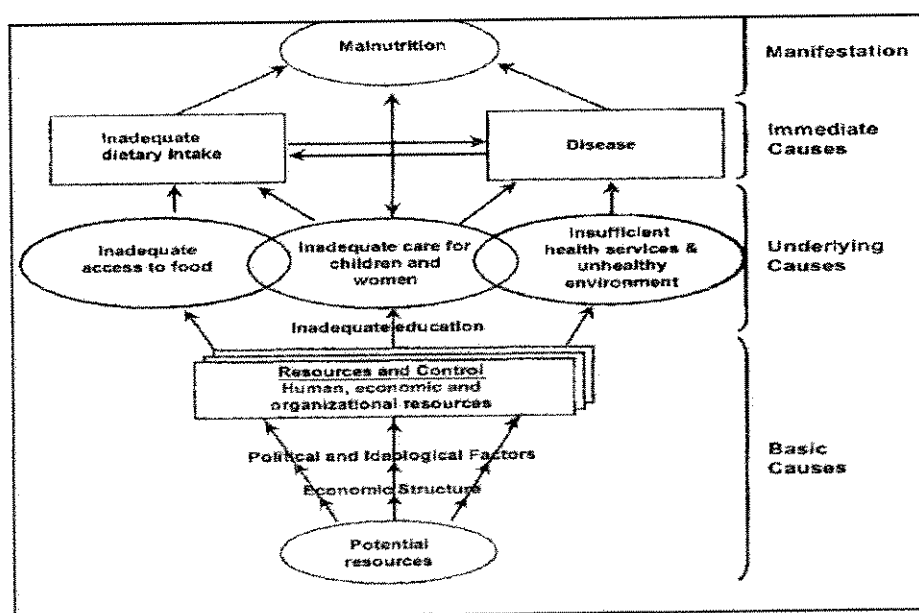 Malnutrition
Manifestation
Inadequate
dietary Intake
Disease
Immediate
Causes
Inadequate
access to food
Inadequate care for
children and
women
Insufficient
health services &
unhealthy
environment
Underlying
Causes
Inadequate education
Resources and Control
Human, economic and
organizational resources
Political and Ideological Factors
Economic Structure
Potential
resources
Basic
Causes